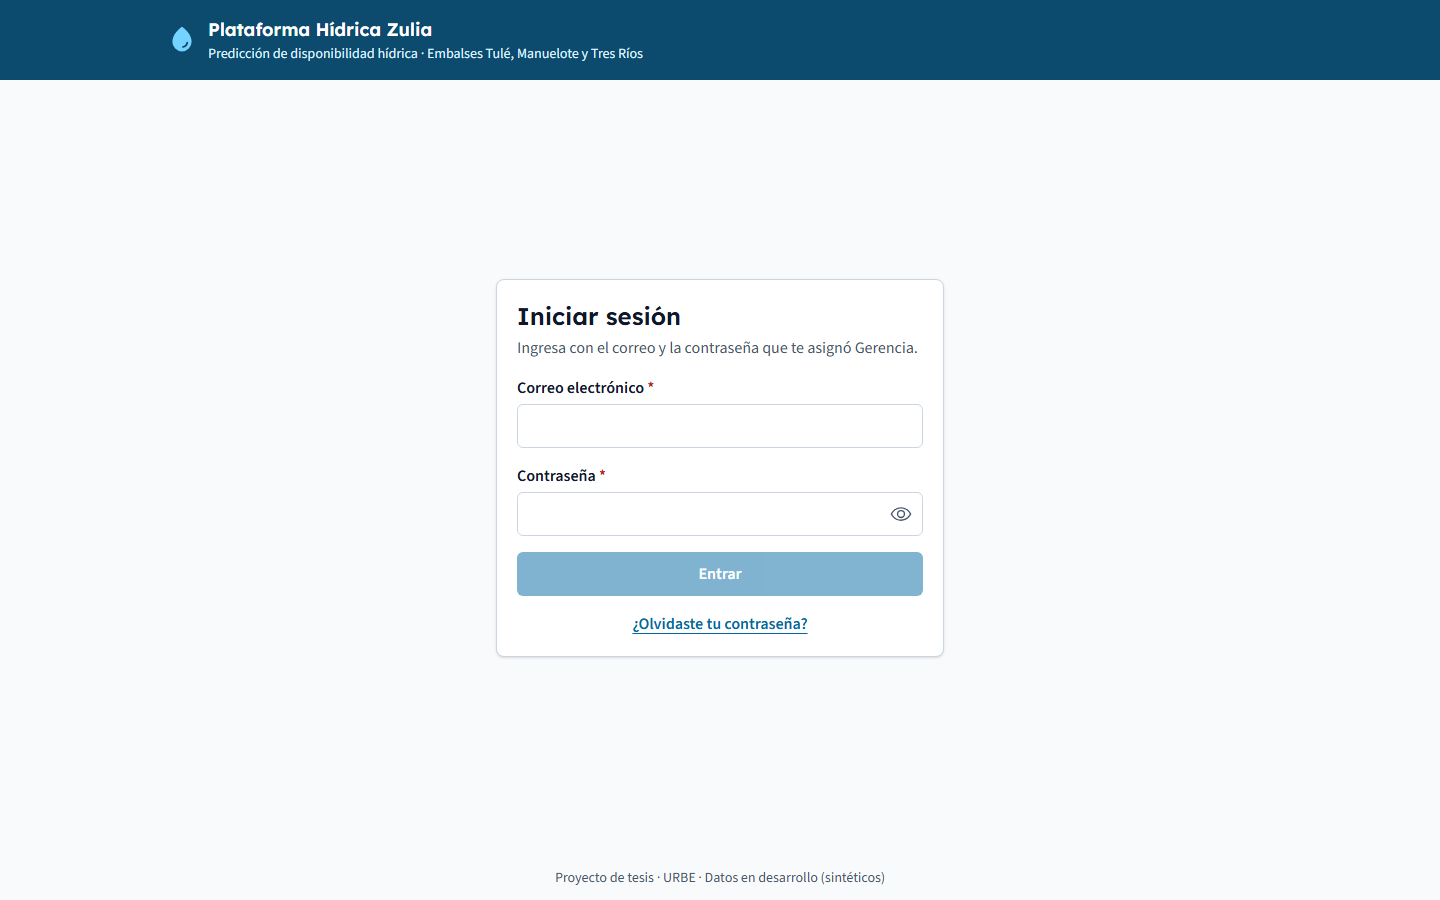 Plataforma Hídrica Zulia
Predicción de disponibilidad hídrica · Embalses Tulé, Manuelote y Tres Ríos
Iniciar sesión
Ingresa con el correo y la contraseña que te asignó Gerencia.
Correo electrónico *
Contraseña *
Entrar
¿Olvidaste tu contraseña?
Proyecto de tesis · URBE · Datos en desarrollo (sintéticos)